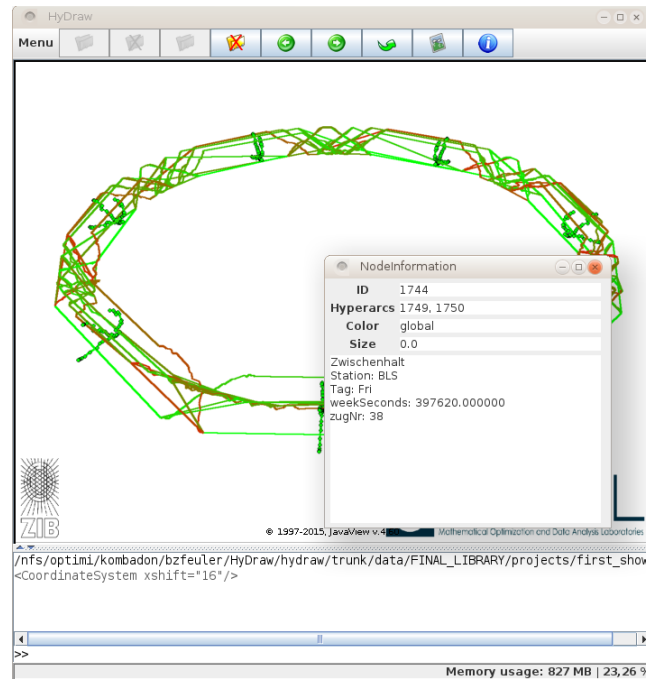 HyDraw
Menu
NodeInformation
ID 1744
Hyperarcs 1749, 1750
Color global
Size 0.0
Zwischenhalt
Station: BLS
Tag: Fri
weekSeconds: 397620.000000
zugNr: 38
ZIB
© 1997-2015, JavaView v.4
L
Mathematical Optimization and Data Analysis Laboratories
/nfs/optimi/kombadon/bzfeuler/HyDraw/hydraw/trunk/data/FINAL_LIBRARY/projects/first_show
<CoordinateSystem xshift="16"/>
>>
Memory usage: 827 MB | 23,26 %